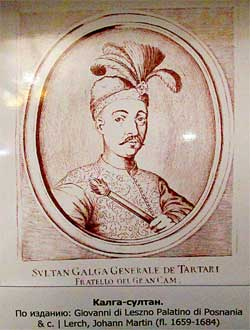 SVLTAN GALGA GENERALE DE TARTARI
FRATELLO DEL GRAN CAM.
Калга-султан.
По изданию: Giovanni di Leszno Palatino di Posnania
& c. | Lerch, Johann Martin (fl. 1659-1684)